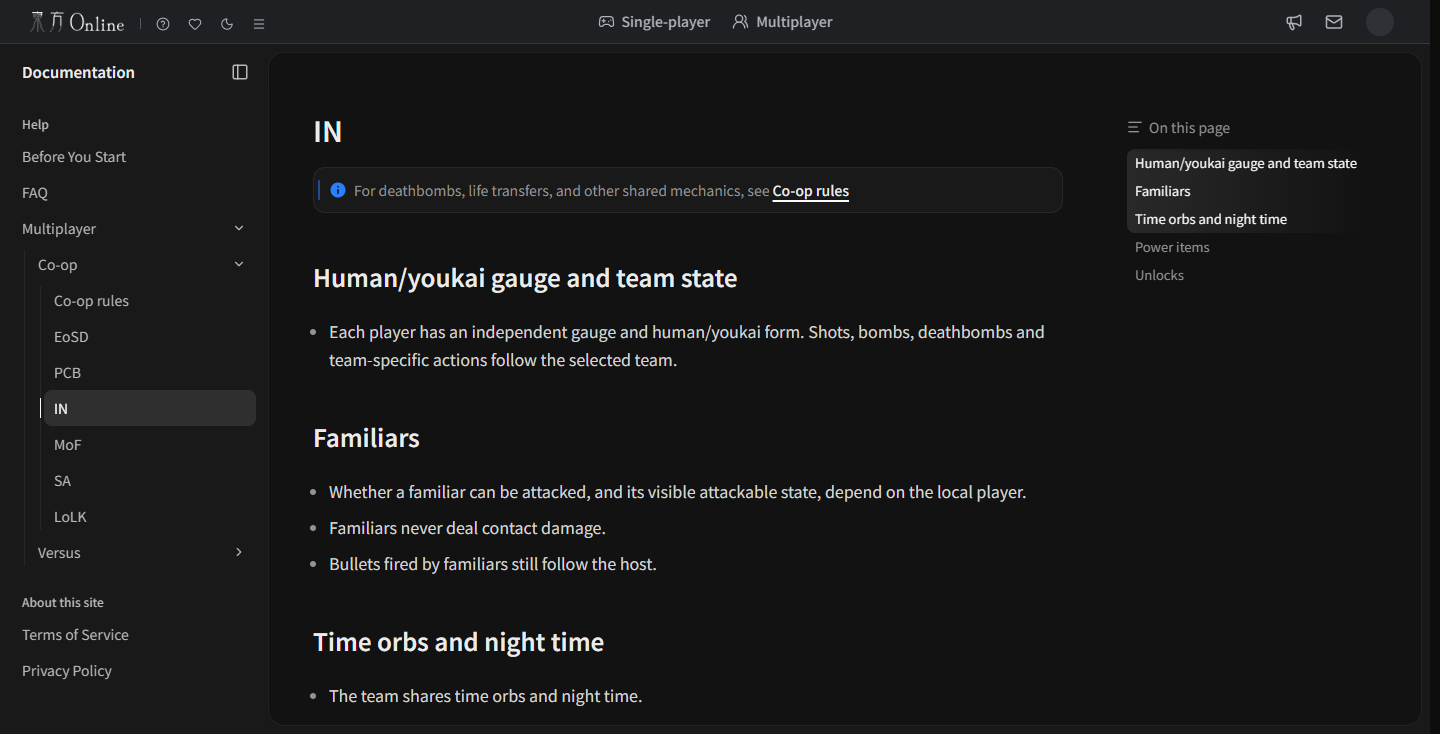 東方 Online
Single-player
Multiplayer
Documentation
Help
Before You Start
FAQ
Multiplayer
Co-op
Co-op rules
EoSD
PCB
IN
MoF
SA
LoLK
Versus
About this site
Terms of Service
Privacy Policy
IN
For deathbombs, life transfers, and other shared mechanics, see Co-op rules
Human/youkai gauge and team state
Each player has an independent gauge and human/youkai form. Shots, bombs, deathbombs and
team-specific actions follow the selected team.
Familiars
Whether a familiar can be attacked, and its visible attackable state, depend on the local player.
Familiars never deal contact damage.
Bullets fired by familiars still follow the host.
Time orbs and night time
The team shares time orbs and night time.
On this page
Human/youkai gauge and team state
Familiars
Time orbs and night time
Power items
Unlocks